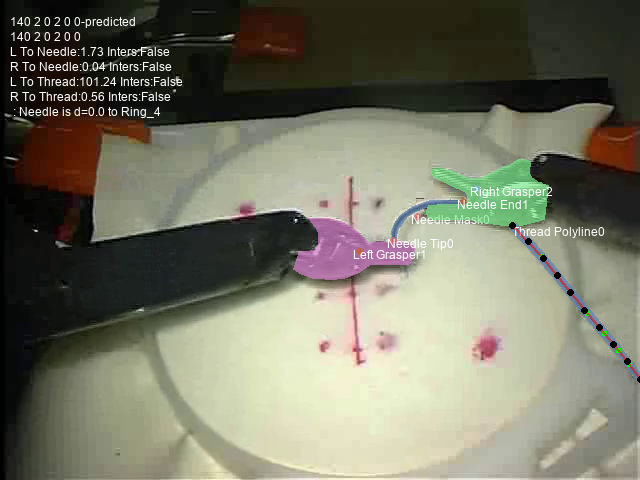 140 2 0 2 0 0-predicted
140 2 0 2 0 0
L To Needle:1.73 Inters:False
R To Needle:0.04 Inters:False
L To Thread:101.24 Inters:False
R To Thread:0.56 Inters:False
: Needle is d=0.0 to Ring_4
Right Grasper2
Needle End1
Needle Mask0
Thread Polyline0
Needle Tip0
Left Grasper1